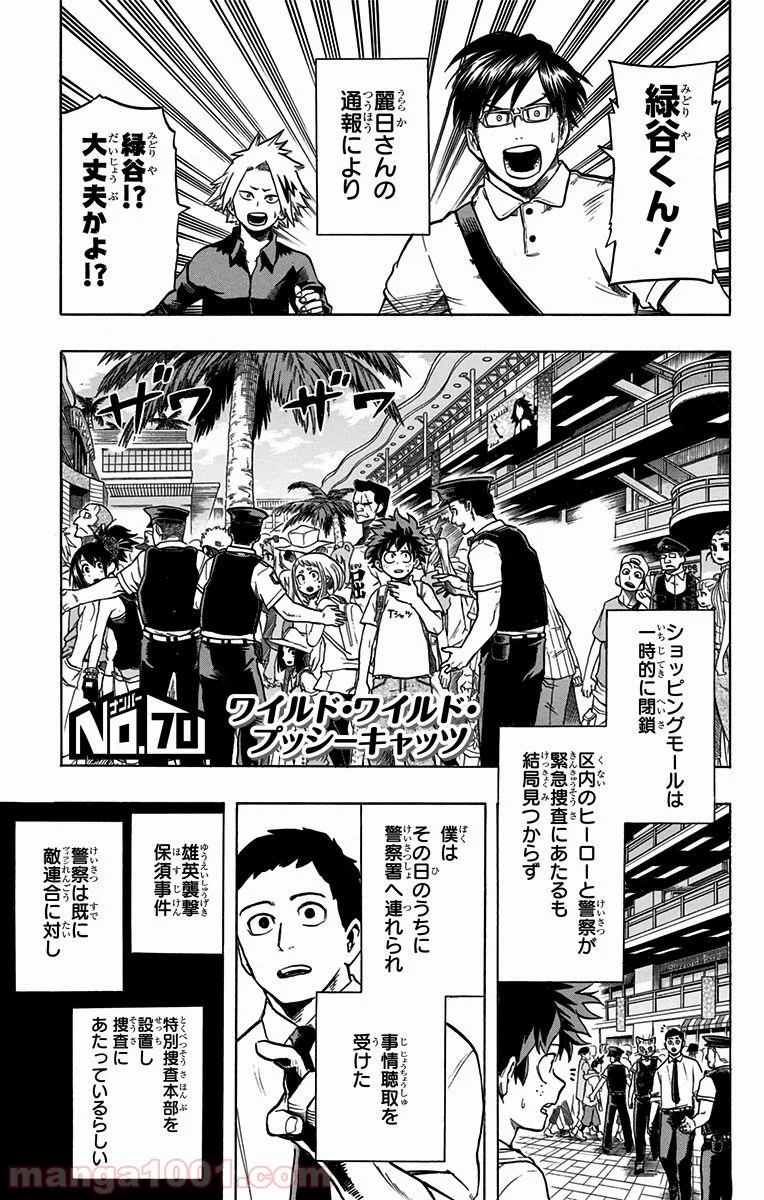 緑谷くん！
麗日さんの
通報により
緑谷!?
大丈夫かよ!?
ザワ
ザワ
Tシャツ
ナンバー
No.70
ワイルド・ワイルド・
プッシーキャッツ
ショッピングモールは
一時的に閉鎖
区内のヒーローと警察が
緊急捜査にあたるも
結局見つからず
僕は
その日のうちに
警察署へ連れられ
事情聴取を
受けた
雄英襲撃
保須事件
警察は既に
敵連合に対し
特別捜査本部を
設置し
捜査に
あたっているらしい
manga1001.com